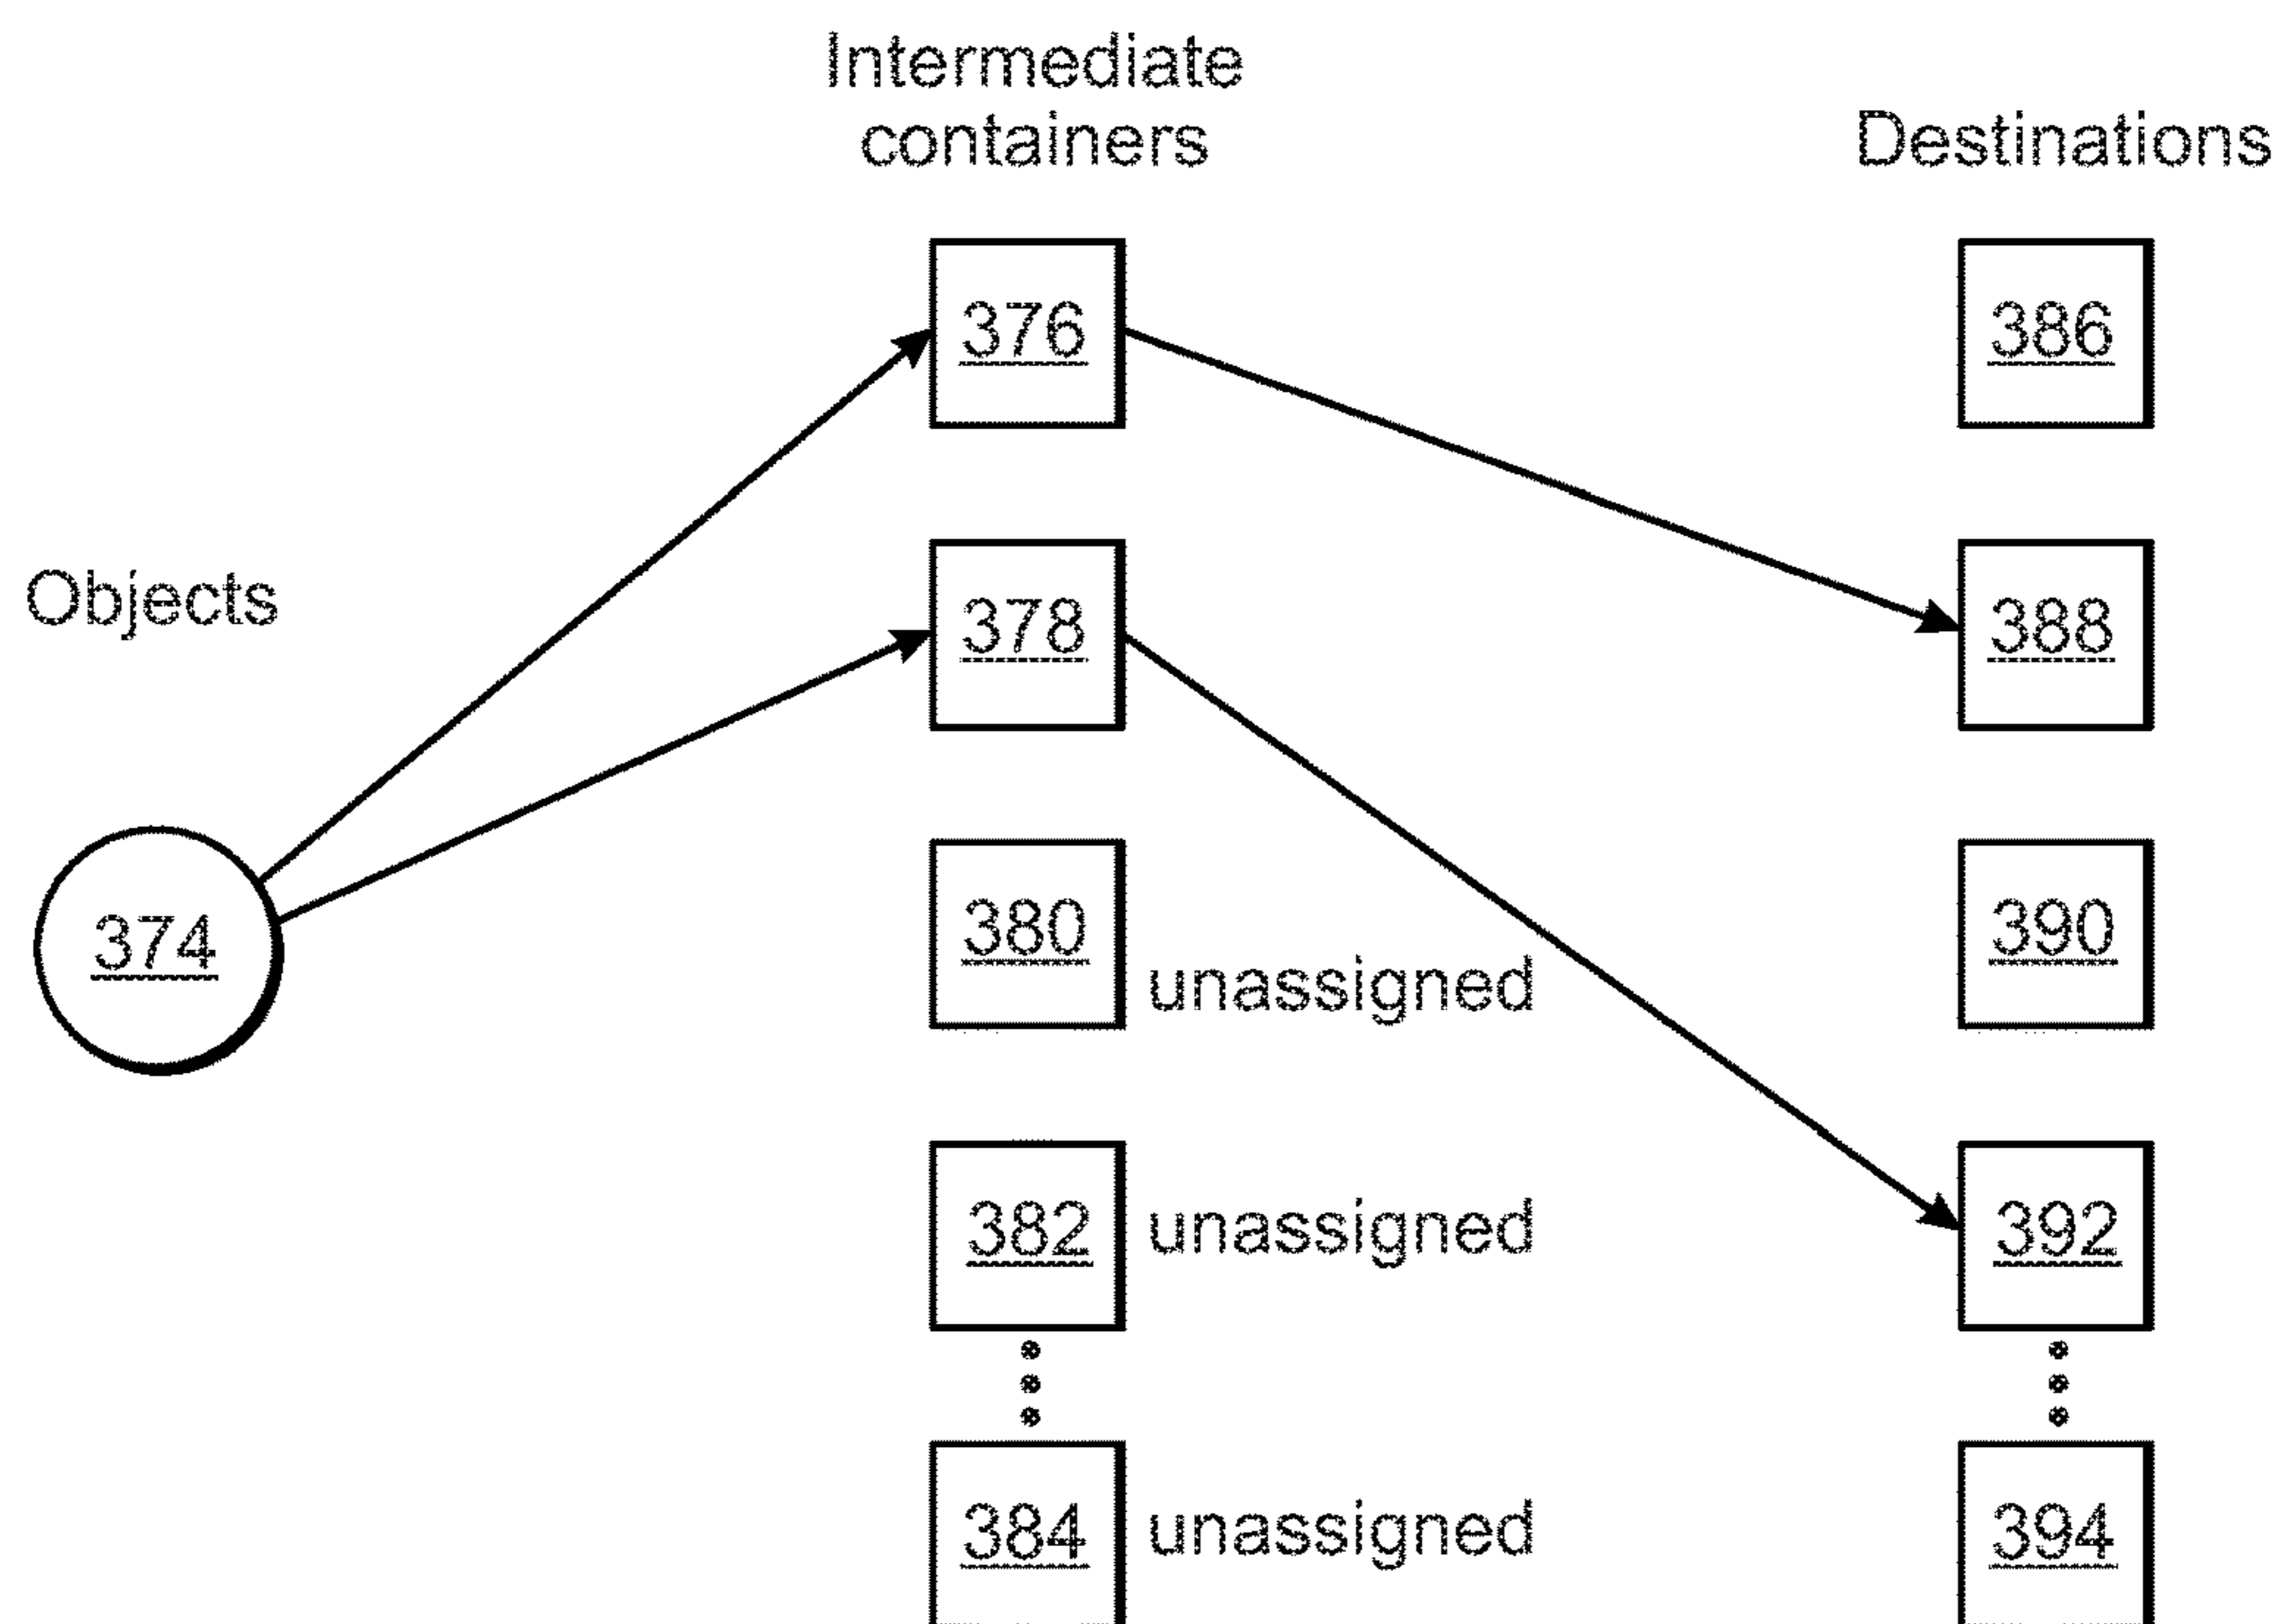 Intermediate
containers
Destinations
376
386
Objects
378
388
374
380
unassigned
390
382
unassigned
392
384
unassigned
394